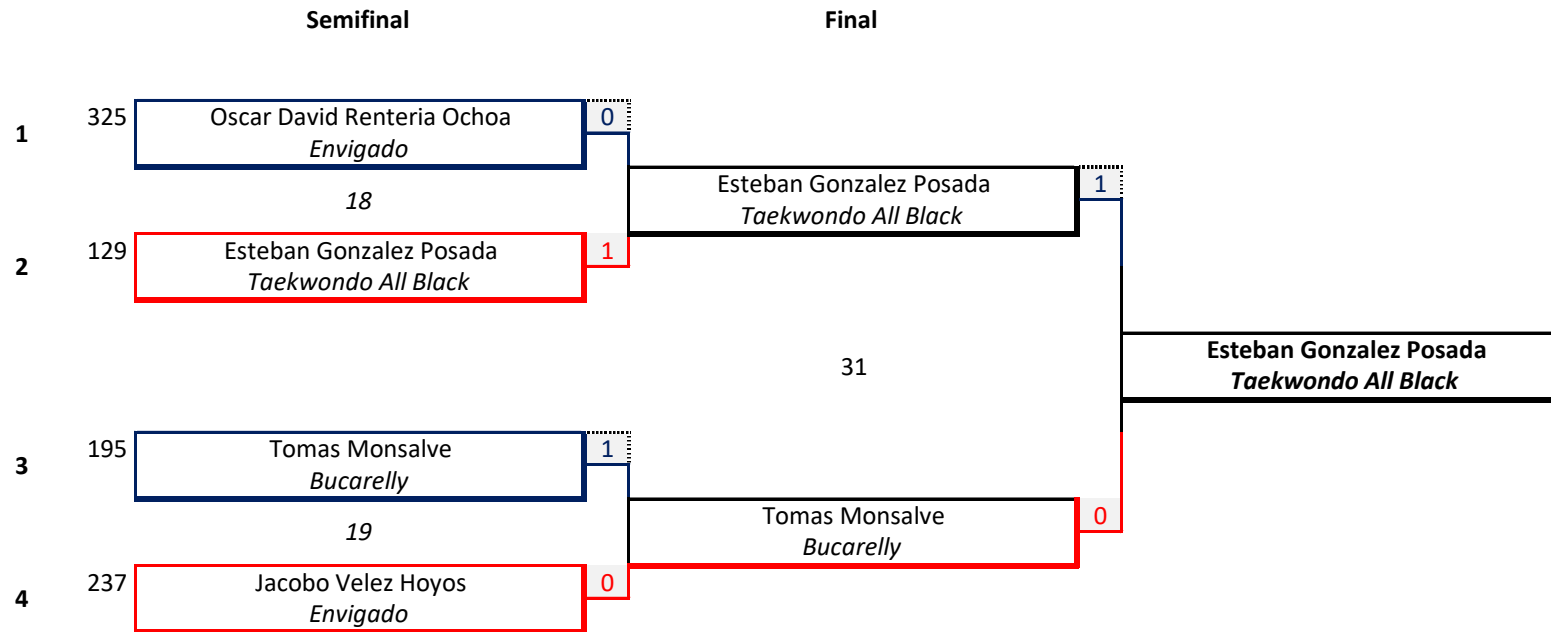 Semifinal Final
325 Oscar David Renteria Ochoa 0
1
Envigado
18
Esteban Gonzalez Posada 1
Taekwondo All Black
129 Esteban Gonzalez Posada 1
2
Taekwondo All Black
31
Esteban Gonzalez Posada
Taekwondo All Black
195 Tomas Monsalve 1
3
Bucarelly
19
Tomas Monsalve 0
Bucarelly
237 Jacobo Velez Hoyos 0
4
Envigado